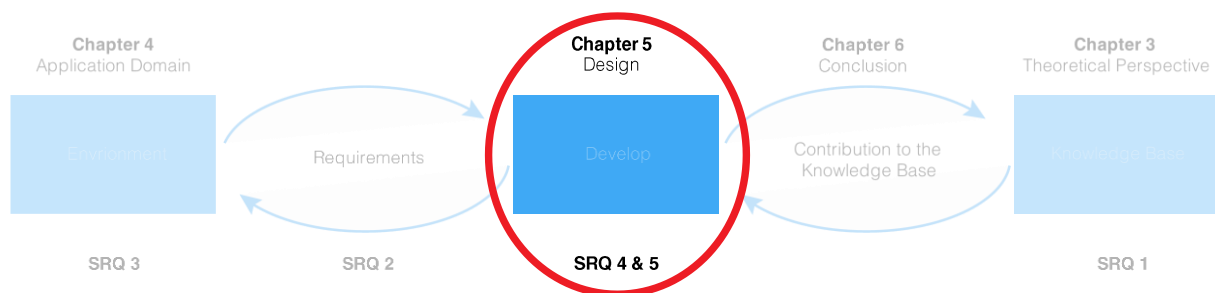 Chapter 4
Application Domain
Envrionment
SRQ 3
Requirements
SRQ 2
Chapter 5
Design
Develop
SRQ 4 & 5
Chapter 6
Conclusion
Contribution to the
Knowledge Base
Chapter 3
Theoretical Perspective
Knowledge Base
SRQ 1